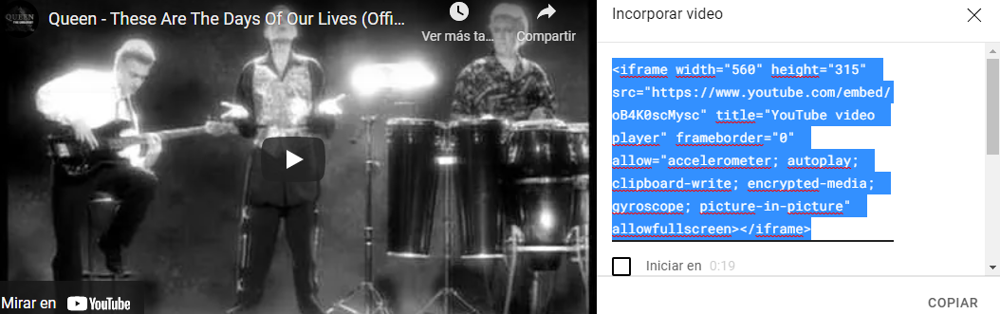 Queen - These Are The Days Of Our Lives (Offi...
Ver más ta...
Compartir
Mirar en YouTube
Incorporar video
<iframe width="560" height="315"
src="https://www.youtube.com/embed/
oB4K0scMysc" title="YouTube video
player" frameborder="0"
allow="accelerometer; autoplay;
clipboard-write; encrypted-media;
gyroscope; picture-in-picture"
allowfullscreen></iframe>
Iniciar en 0:19
COPIAR